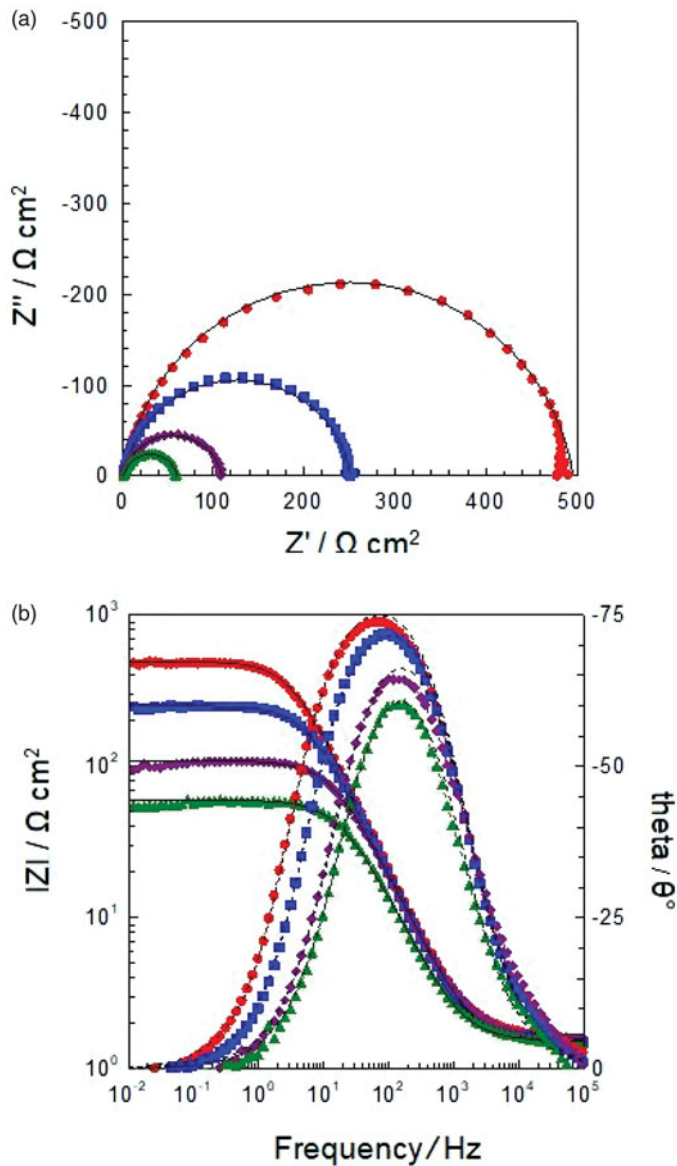 (a)
-500
-400
-300
-200
-100
0
Z'' / Ω cm²
0 100 200 300 400 500
Z' / Ω cm²
(b)
10³
10²
10¹
10⁰
|Z| / Ω cm²
-75
-50
-25
0
theta / θ°
10⁻² 10⁻¹ 10⁰ 10¹ 10² 10³ 10⁴ 10⁵
Frequency / Hz